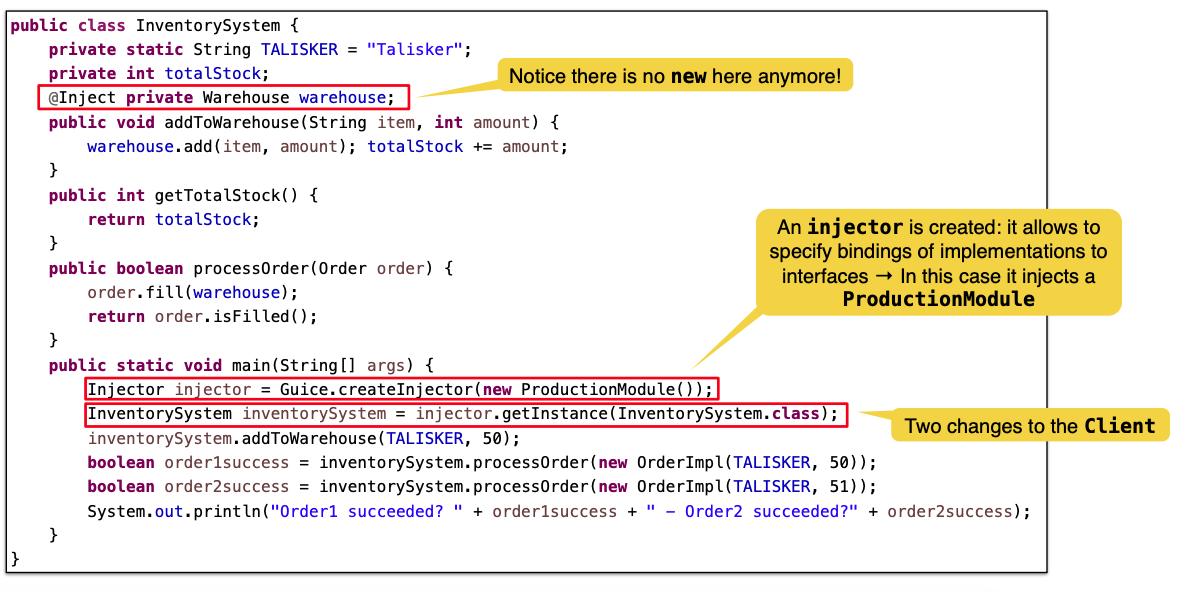 public class InventorySystem {
private static String TALISKER = "Talisker";
private int totalStock;
Notice there is no new here anymore!
@Inject private Warehouse warehouse;
public void addToWarehouse(String item, int amount) {
warehouse.add(item, amount); totalStock += amount;
}
public int getTotalStock() {
return totalStock;
}
An injector is created: it allows to
specify bindings of implementations to
interfaces → In this case it injects a
ProductionModule
public boolean processOrder(Order order) {
order.fill(warehouse);
return order.isFilled();
}
public static void main(String[] args) {
Injector injector = Guice.createInjector(new ProductionModule());
InventorySystem inventorySystem = injector.getInstance(InventorySystem.class);
Two changes to the Client
inventorySystem.addToWarehouse(TALISKER, 50);
boolean order1success = inventorySystem.processOrder(new OrderImpl(TALISKER, 50));
boolean order2success = inventorySystem.processOrder(new OrderImpl(TALISKER, 51));
System.out.println("Order1 succeeded? " + order1success + " - Order2 succeeded?" + order2success);
}
}